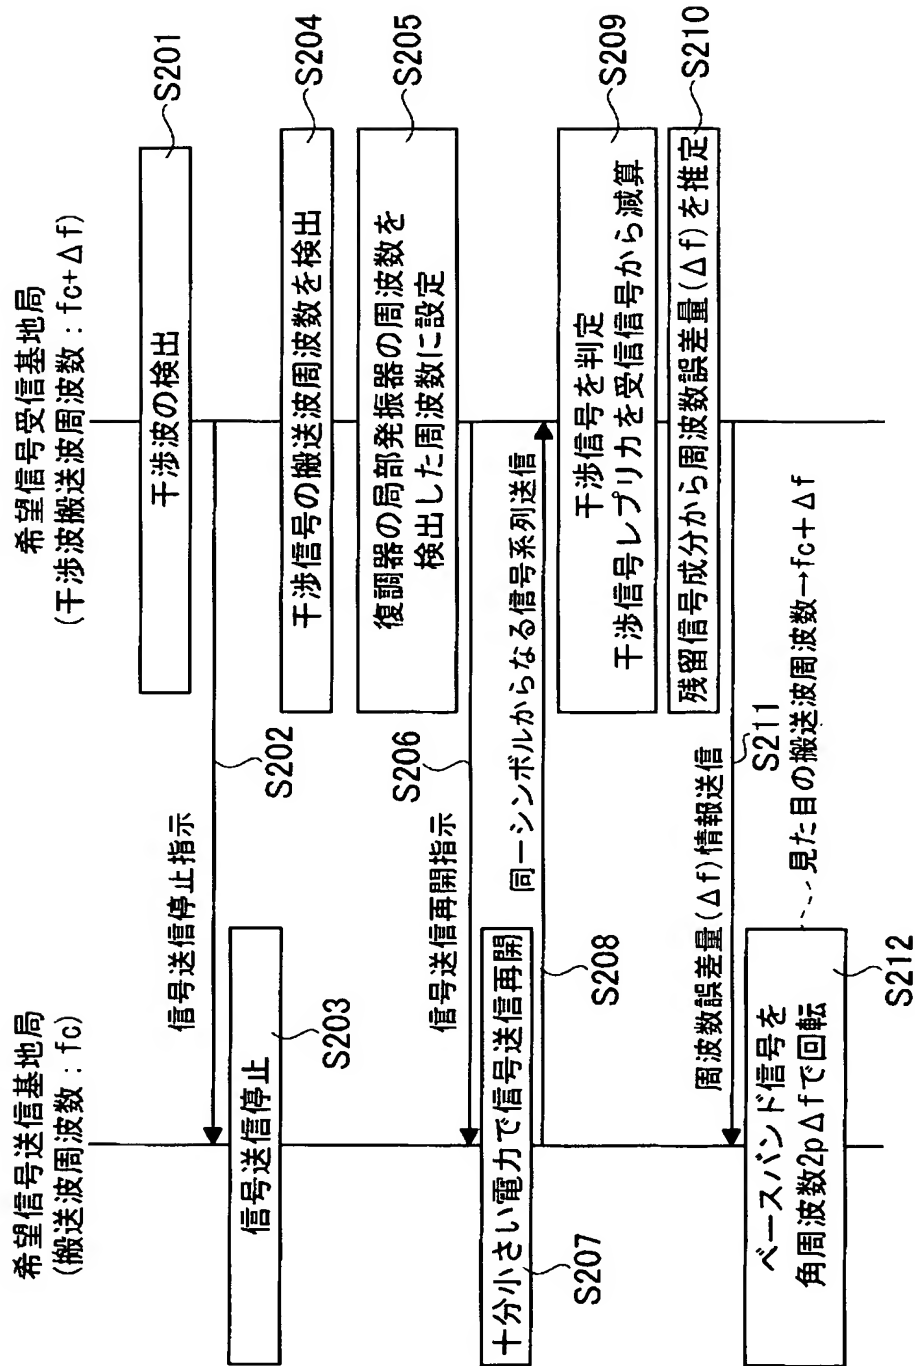 希望信号送信基地局
(搬送波周波数：fc)
希望信号受信基地局
(干渉波搬送波周波数：fc+Δf)
干渉波の検出
S201
信号送信停止指示
S202
信号送信停止
S203
干渉信号の搬送波周波数を検出
S204
復調器の局部発振器の周波数を
検出した周波数に設定
S205
信号送信再開指示
S206
十分小さい電力で信号送信再開
S207
同一シンボルからなる信号系列送信
S208
干渉信号を判定
干渉信号レプリカを受信信号から減算
S209
残留信号成分から周波数誤差量(Δf)を推定
S210
周波数誤差量(Δf)情報送信
S211
ベースバンド信号を
角周波数2pΔfで回転
S212
見た目の搬送波周波数→fc＋Δf